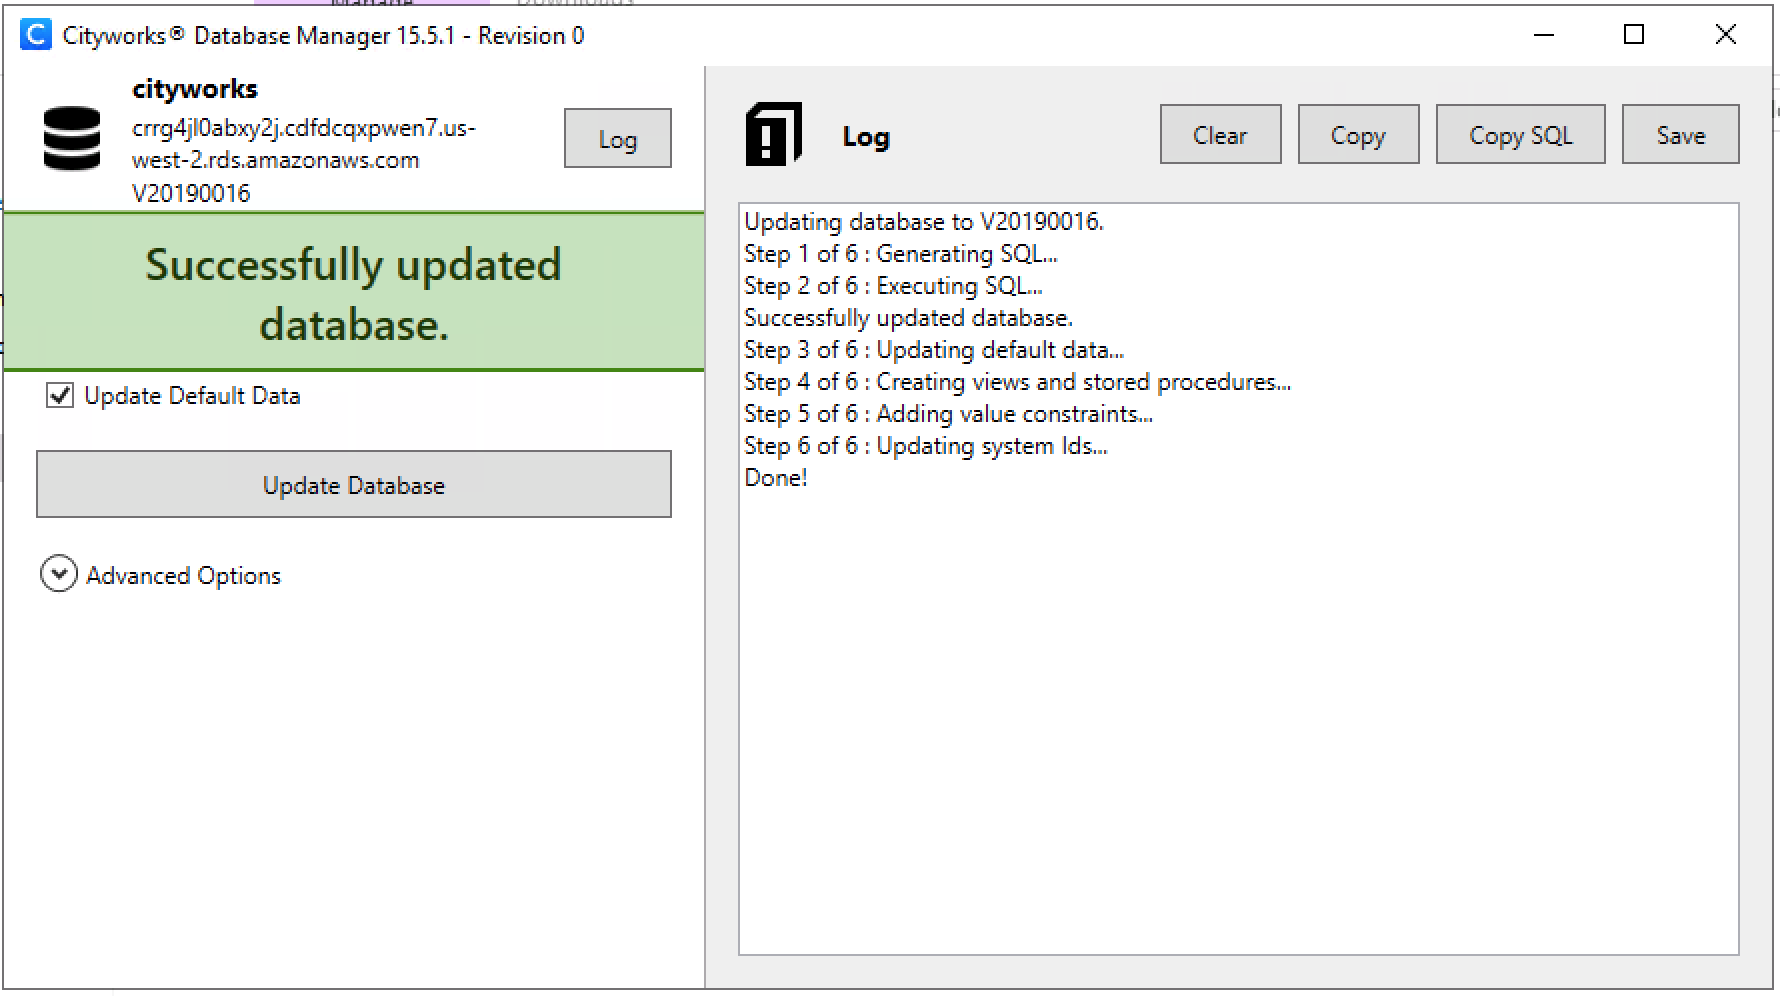 Cityworks® Database Manager 15.5.1 - Revision 0
cityworks
crrg4jl0abxy2j.cdfdcqxpwen7.us-
west-2.rds.amazonaws.com
V20190016
Log
Successfully updated
database.
Update Default Data
Update Database
Advanced Options
Log
Clear
Copy
Copy SQL
Save
Updating database to V20190016.
Step 1 of 6 : Generating SQL...
Step 2 of 6 : Executing SQL...
Successfully updated database.
Step 3 of 6 : Updating default data...
Step 4 of 6 : Creating views and stored procedures...
Step 5 of 6 : Adding value constraints...
Step 6 of 6 : Updating system Ids...
Done!